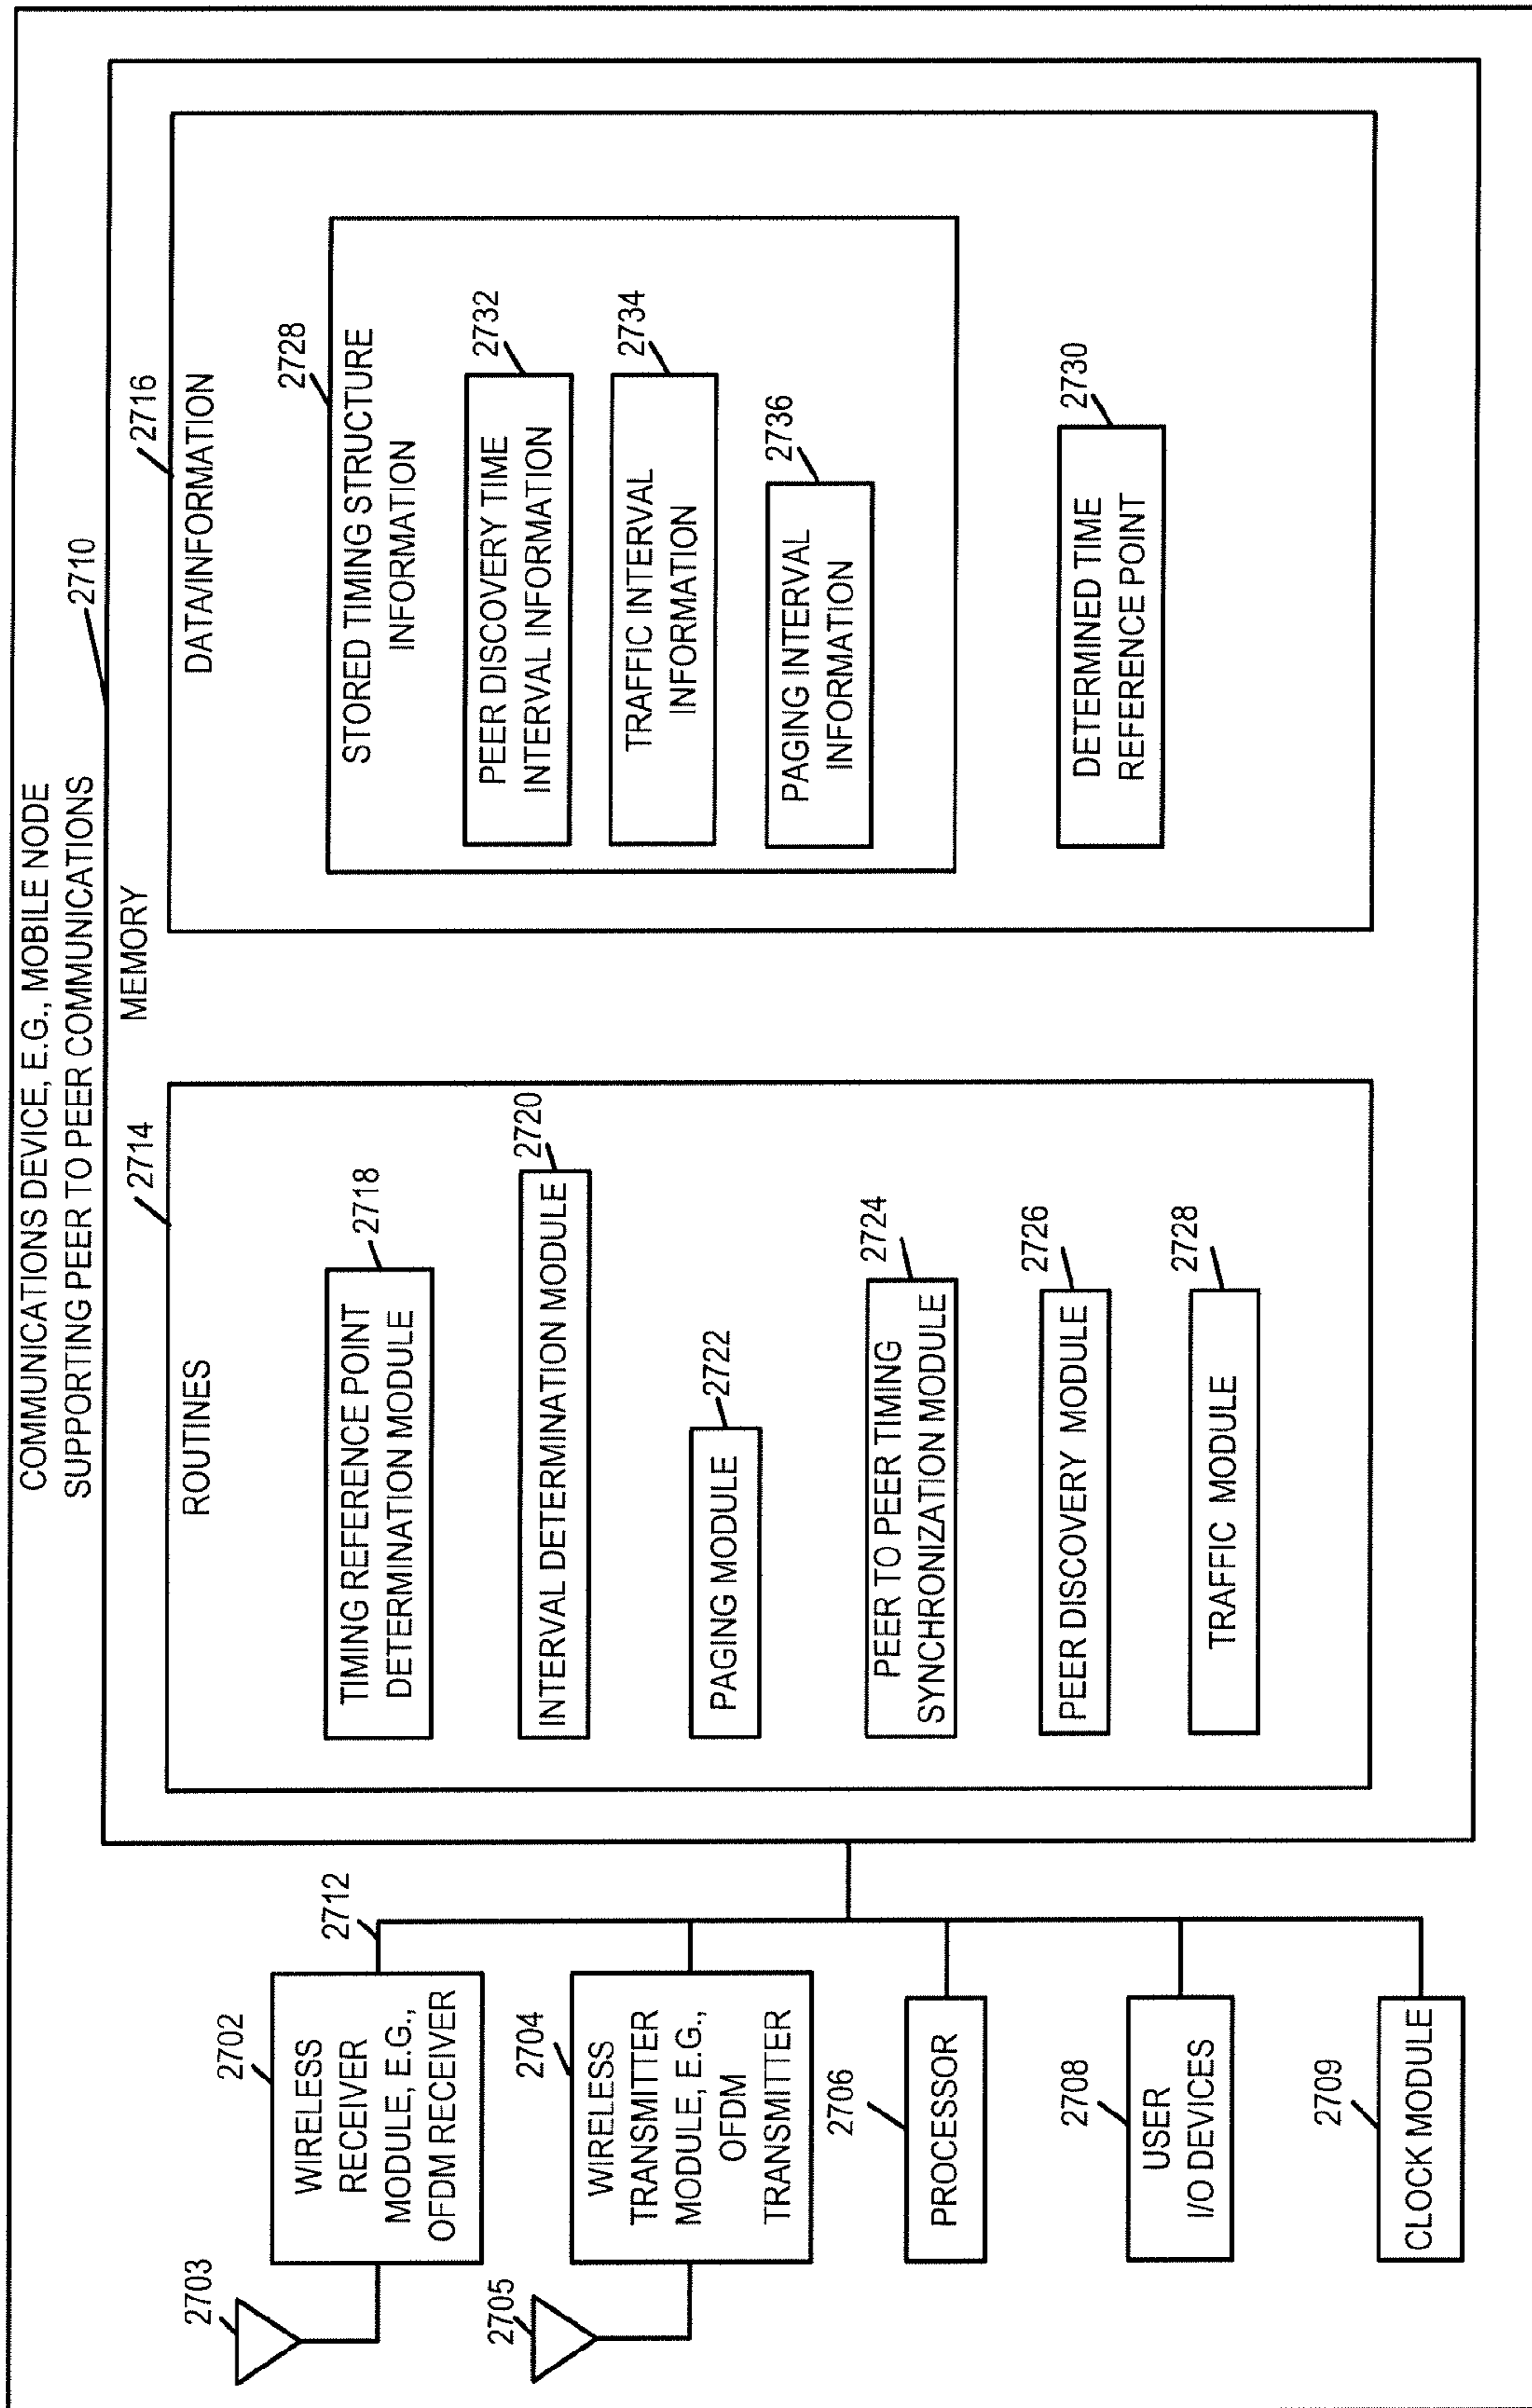 COMMUNICATIONS DEVICE, E.G., MOBILE NODE
SUPPORTING PEER TO PEER COMMUNICATIONS
2710
MEMORY
2703
2702
WIRELESS
RECEIVER
MODULE, E.G.,
OFDM RECEIVER
2712
2705
2704
WIRELESS
TRANSMITTER
MODULE, E.G.,
OFDM
TRANSMITTER
2706
PROCESSOR
2708
USER
I/O DEVICES
2709
CLOCK MODULE
2714
ROUTINES
2718
TIMING REFERENCE POINT
DETERMINATION MODULE
2720
INTERVAL DETERMINATION MODULE
2722
PAGING MODULE
2724
PEER TO PEER TIMING
SYNCHRONIZATION MODULE
2726
PEER DISCOVERY MODULE
2728
TRAFFIC MODULE
2716
DATA/INFORMATION
2728
STORED TIMING STRUCTURE
INFORMATION
2732
PEER DISCOVERY TIME
INTERVAL INFORMATION
2734
TRAFFIC INTERVAL
INFORMATION
2736
PAGING INTERVAL
INFORMATION
2730
DETERMINED TIME
REFERENCE POINT